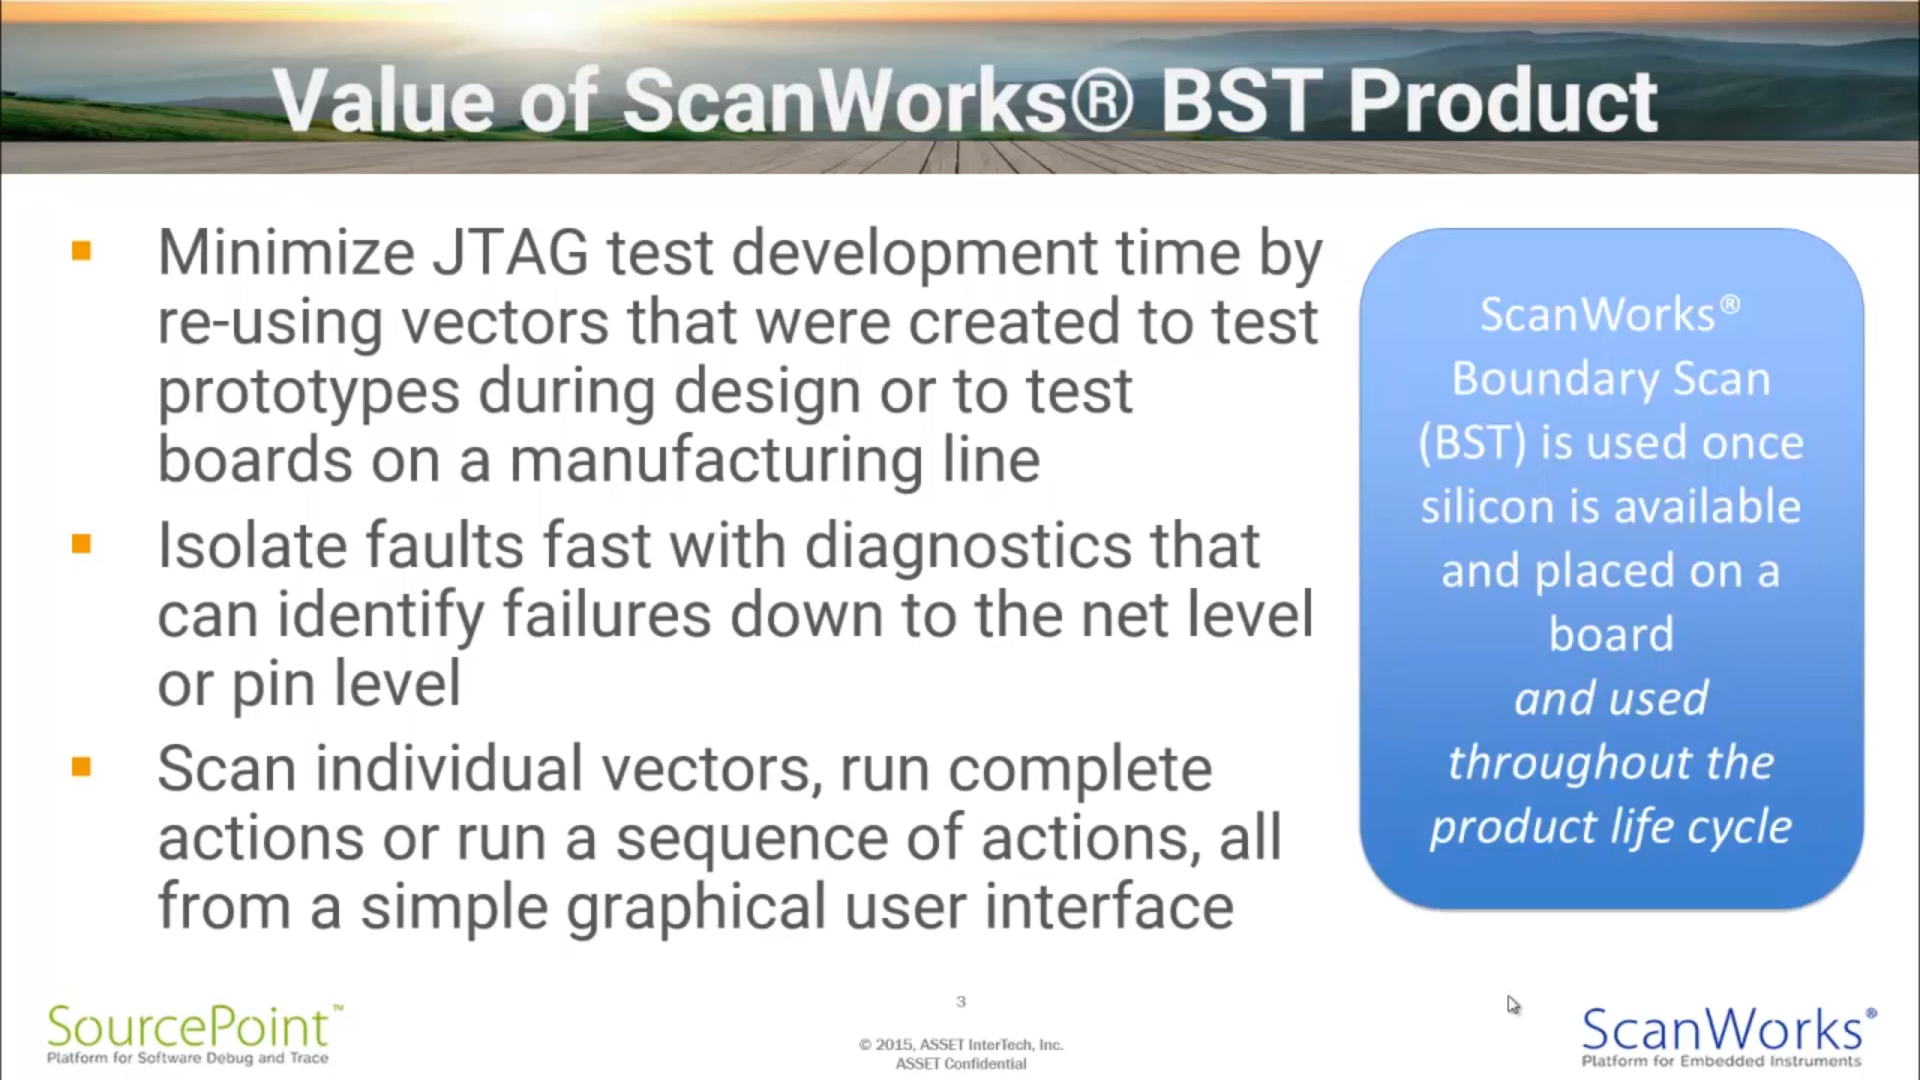 Value of ScanWorks® BST Product
Minimize JTAG test development time by
re-using vectors that were created to test
prototypes during design or to test
boards on a manufacturing line
Isolate faults fast with diagnostics that
can identify failures down to the net level
or pin level
Scan individual vectors, run complete
actions or run a sequence of actions, all
from a simple graphical user interface
ScanWorks®
Boundary Scan
(BST) is used once
silicon is available
and placed on a
board
and used
throughout the
product life cycle
SourcePoint™
Platform for Software Debug and Trace
3
© 2015, ASSET InterTech, Inc.
ASSET Confidential
ScanWorks®
Platform for Embedded Instruments